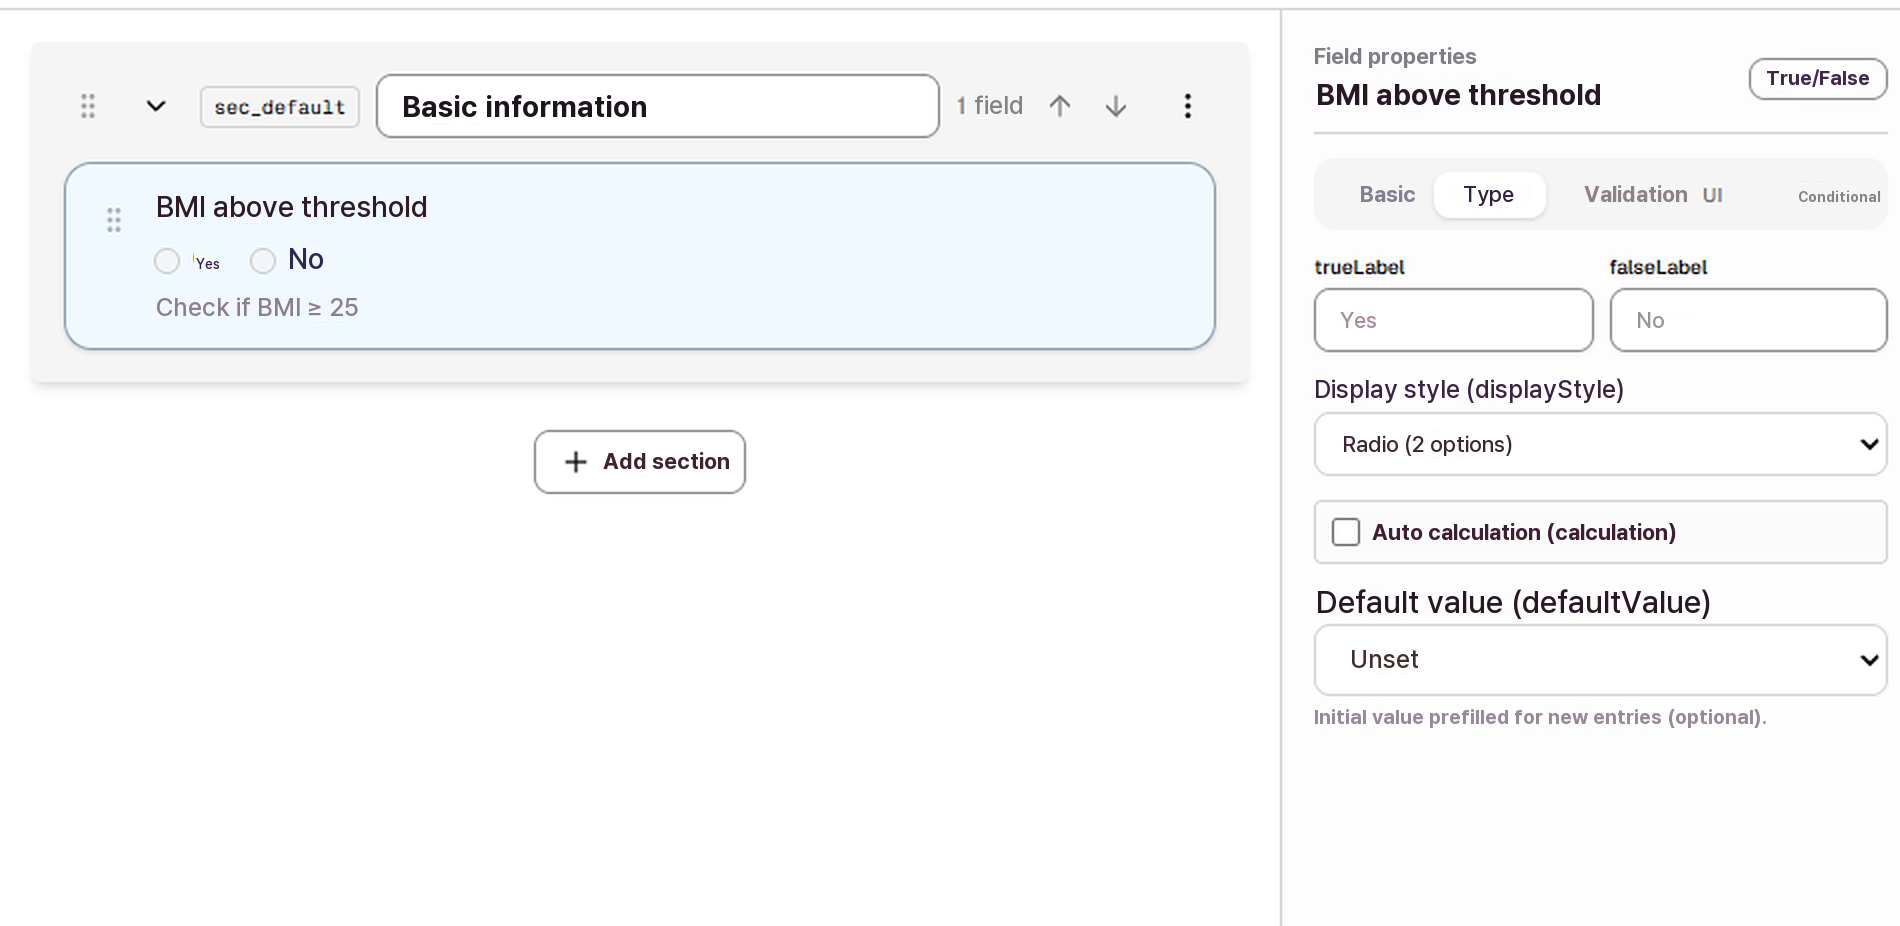 sec_default
Basic information
1 field
BMI above threshold
Yes
No
Check if BMI ≥ 25
Add section
Field properties
BMI above threshold
True/False
Basic
Type
Validation
UI
Conditional
trueLabel
falseLabel
Yes
No
Display style (displayStyle)
Radio (2 options)
Auto calculation (calculation)
Default value (defaultValue)
Unset
Initial value prefilled for new entries (optional).